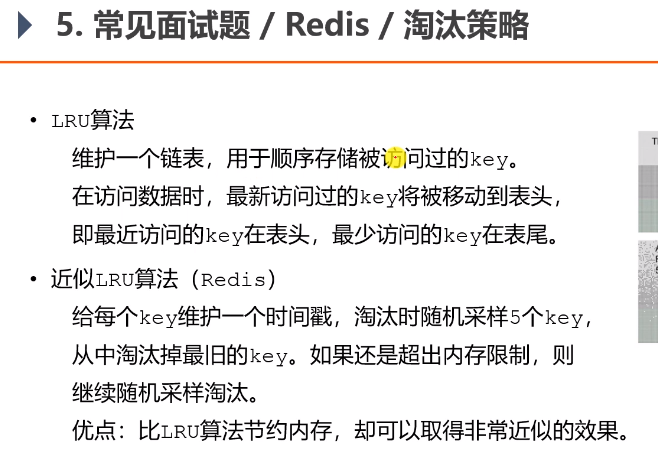 5. 常见面试题 / Redis / 淘汰策略
• LRU算法
维护一个链表，用于顺序存储被访问过的key。
在访问数据时，最新访问过的key将被移动到表头，
即最近访问的key在表头，最少访问的key在表尾。
• 近似LRU算法（Redis）
给每个key维护一个时间戳，淘汰时随机采样5个key，
从中淘汰掉最旧的key。如果还是超出内存限制，则
继续随机采样淘汰。
优点：比LRU算法节约内存，却可以取得非常近似的效果。